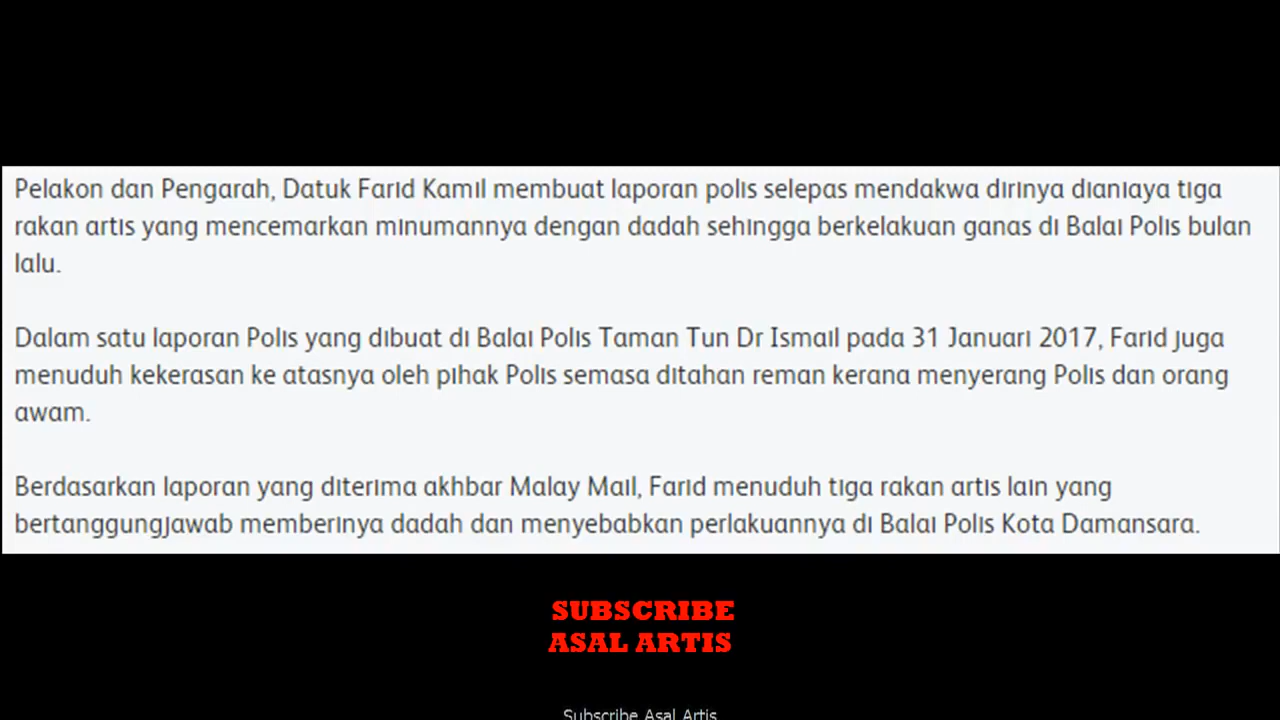 Pelakon dan Pengarah, Datuk Farid Kamil membuat laporan polis selepas mendakwa dirinya dianiaya tiga
rakan artis yang mencemarkan minumannya dengan dadah sehingga berkelakuan ganas di Balai Polis bulan
lalu.
Dalam satu laporan Polis yang dibuat di Balai Polis Taman Tun Dr Ismail pada 31 Januari 2017, Farid juga
menuduh kekerasan ke atasnya oleh pihak Polis semasa ditahan reman kerana menyerang Polis dan orang
awam.
Berdasarkan laporan yang diterima akhbar Malay Mail, Farid menuduh tiga rakan artis lain yang
bertanggungjawab memberinya dadah dan menyebabkan perlakuannya di Balai Polis Kota Damansara.
SUBSCRIBE
ASAL ARTIS
Subscribe Asal Artis